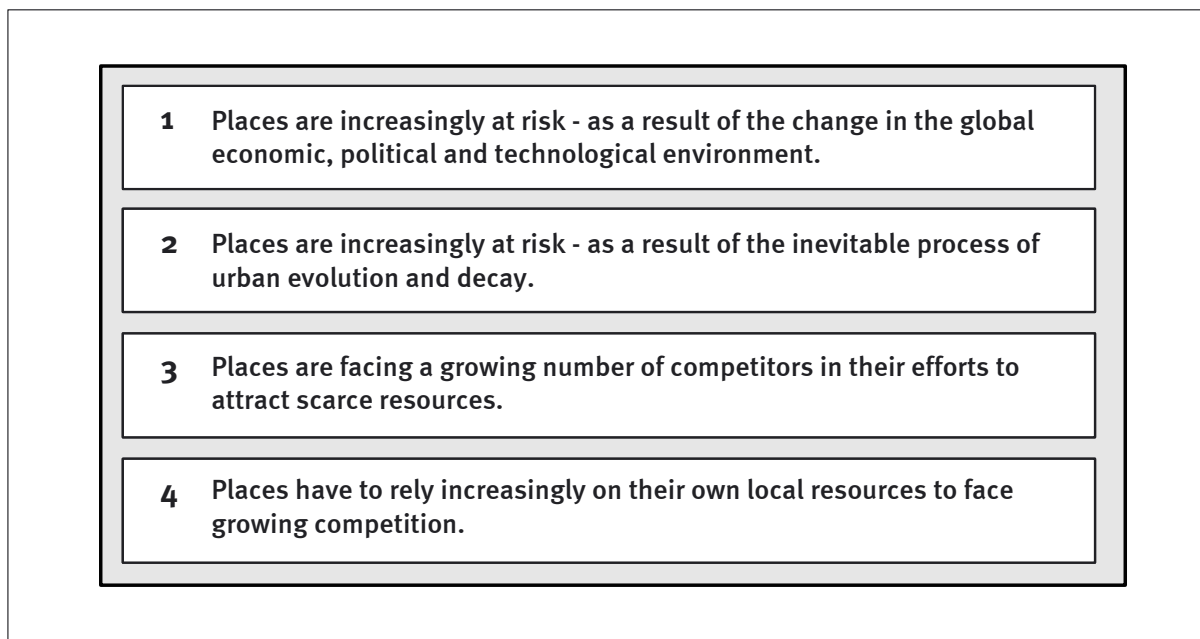 1 Places are increasingly at risk - as a result of the change in the global
economic, political and technological environment.
2 Places are increasingly at risk - as a result of the inevitable process of
urban evolution and decay.
3 Places are facing a growing number of competitors in their efforts to
attract scarce resources.
4 Places have to rely increasingly on their own local resources to face
growing competition.